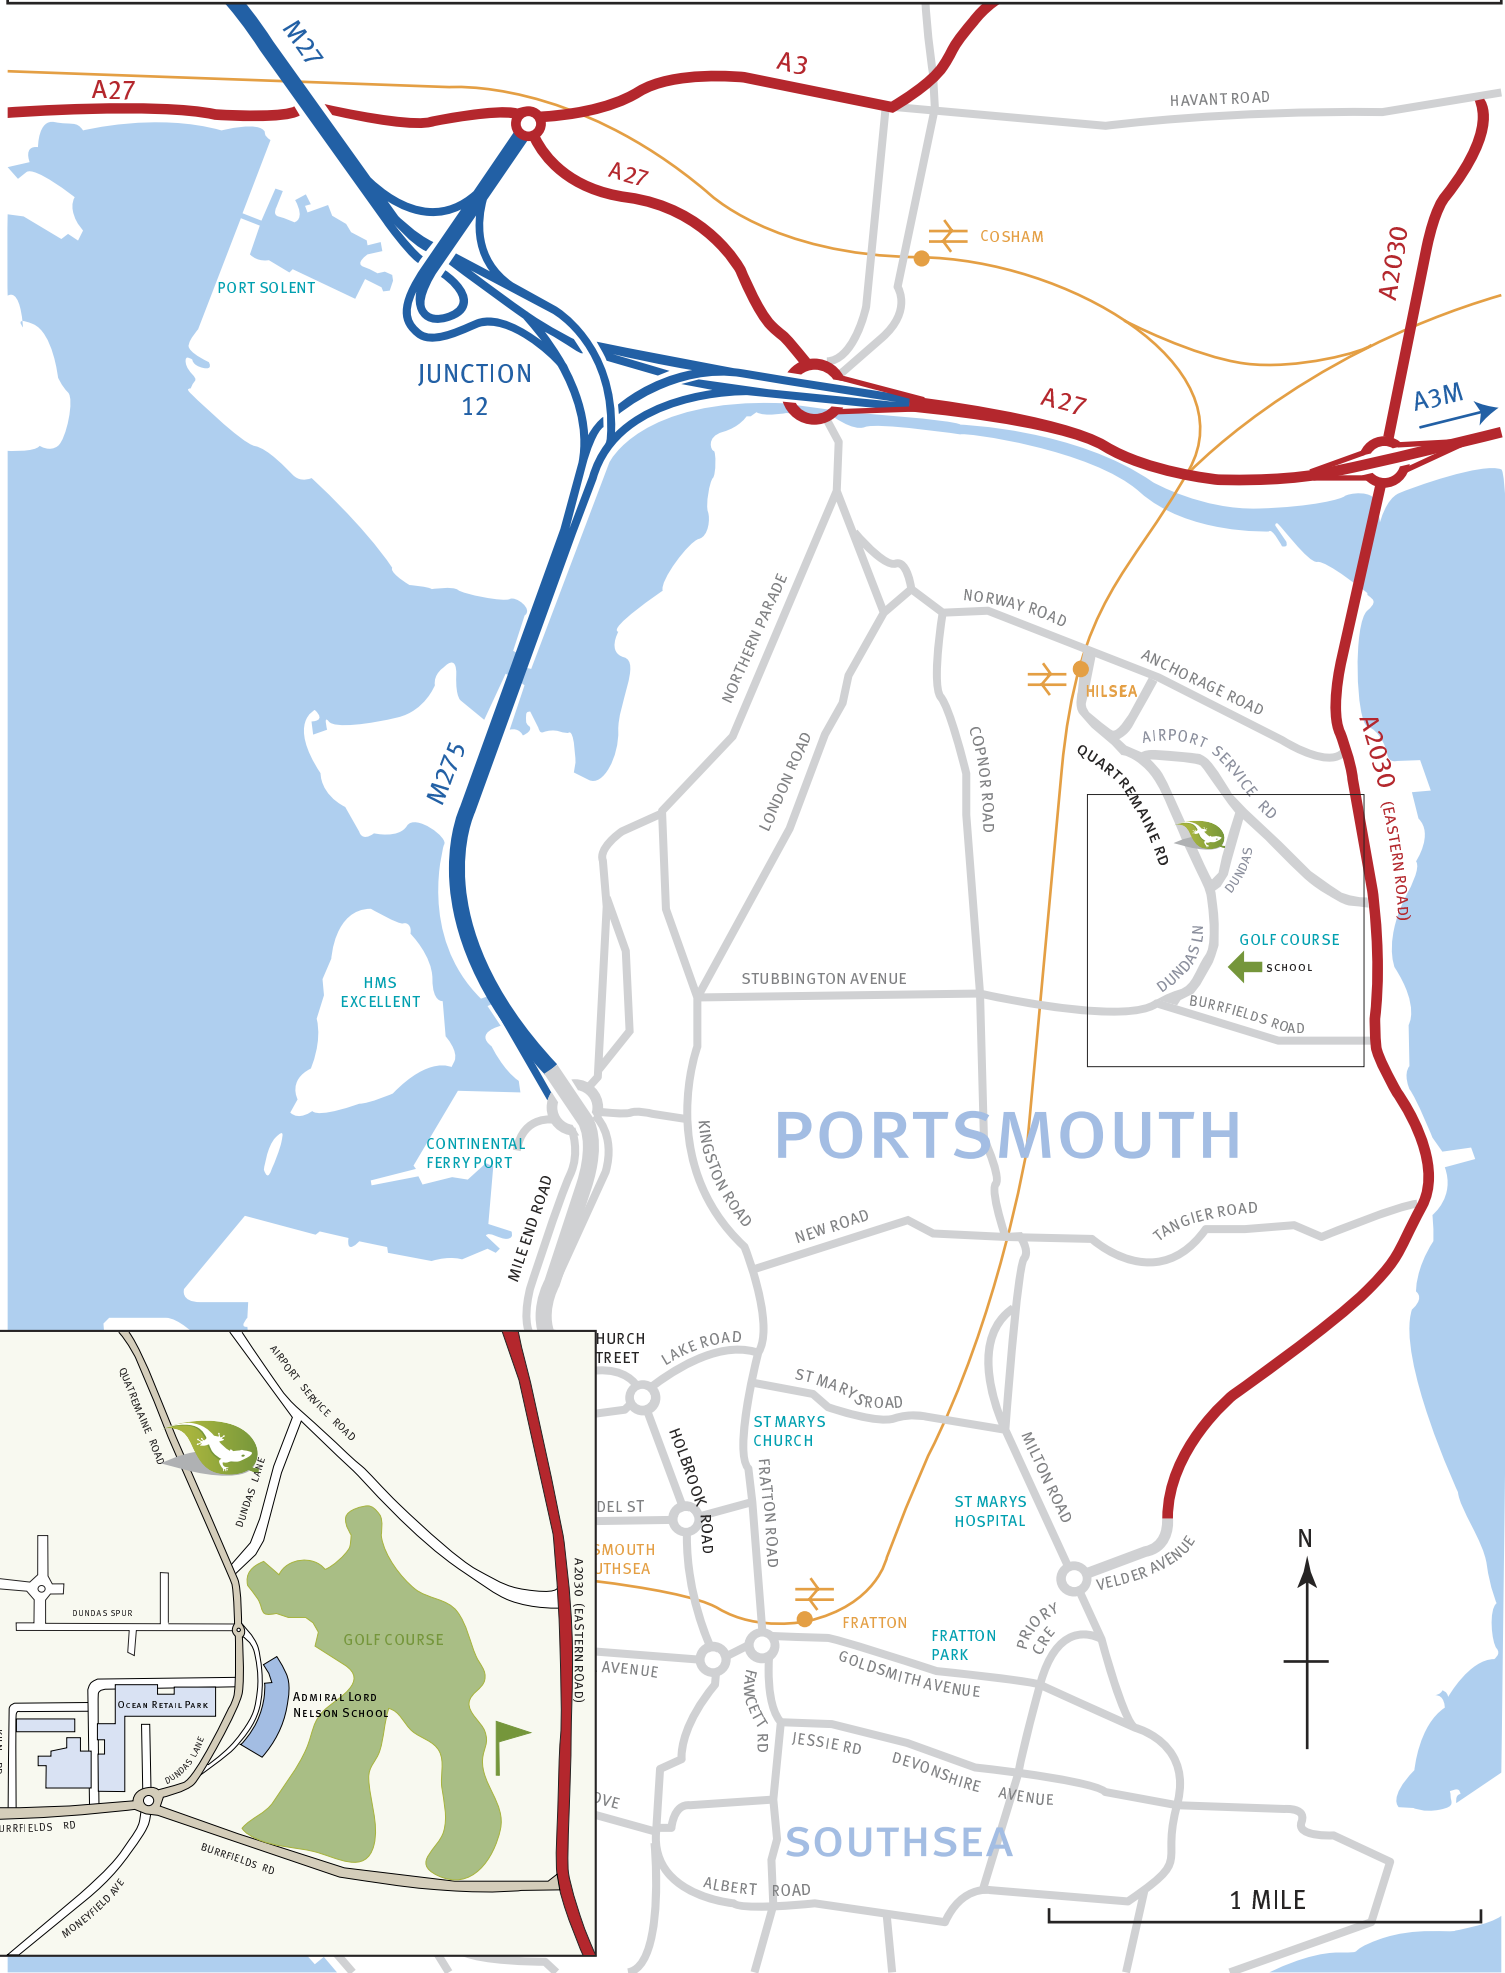 M27
A3
A27
HAVANT ROAD
A27
COSHAM
A2030
PORT SOLENT
JUNCTION
12
A27
A3M
NORTHERN PARADE
NORWAY ROAD
ANCHORAGE ROAD
HILSEA
M275
LONDON ROAD
COPNOR ROAD
QUARTREMAINE RD
AIRPORT SERVICE RD
A2030 (EASTERN ROAD)
DUNDAS
DUNDAS LN
GOLF COURSE
SCHOOL
HMS
EXCELLENT
STUBBINGTON AVENUE
BURRFIELDS ROAD
CONTINENTAL
FERRY PORT
KINGSTON ROAD
PORTSMOUTH
MILE END ROAD
NEW ROAD
TANGIER ROAD
HURCH
TREET
LAKE ROAD
ST MARYS ROAD
ST MARYS
CHURCH
HOLBROOK ROAD
FRATTON ROAD
MILTON ROAD
DEL ST
ST MARYS
HOSPITAL
SMOUTH
UTHSEA
VELDER AVENUE
N
FRATTON
FRATTON
PARK
PRIORY
CRE
AVENUE
GOLDSMITH AVENUE
FAWCETT RD
JESSIE RD
DEVONSHIRE AVENUE
OVE
SOUTHSEA
ALBERT ROAD
1 MILE
QUATREMAINE ROAD
AIRPORT SERVICE ROAD
DUNDAS LANE
A2030 (EASTERN ROAD)
DUNDAS SPUR
GOLF COURSE
OCEAN RETAIL PARK
ADMIRAL LORD
NELSON SCHOOL
DUNDAS LANE
URRFIELDS RD
BURRFIELDS RD
MONEYFIELD AVE